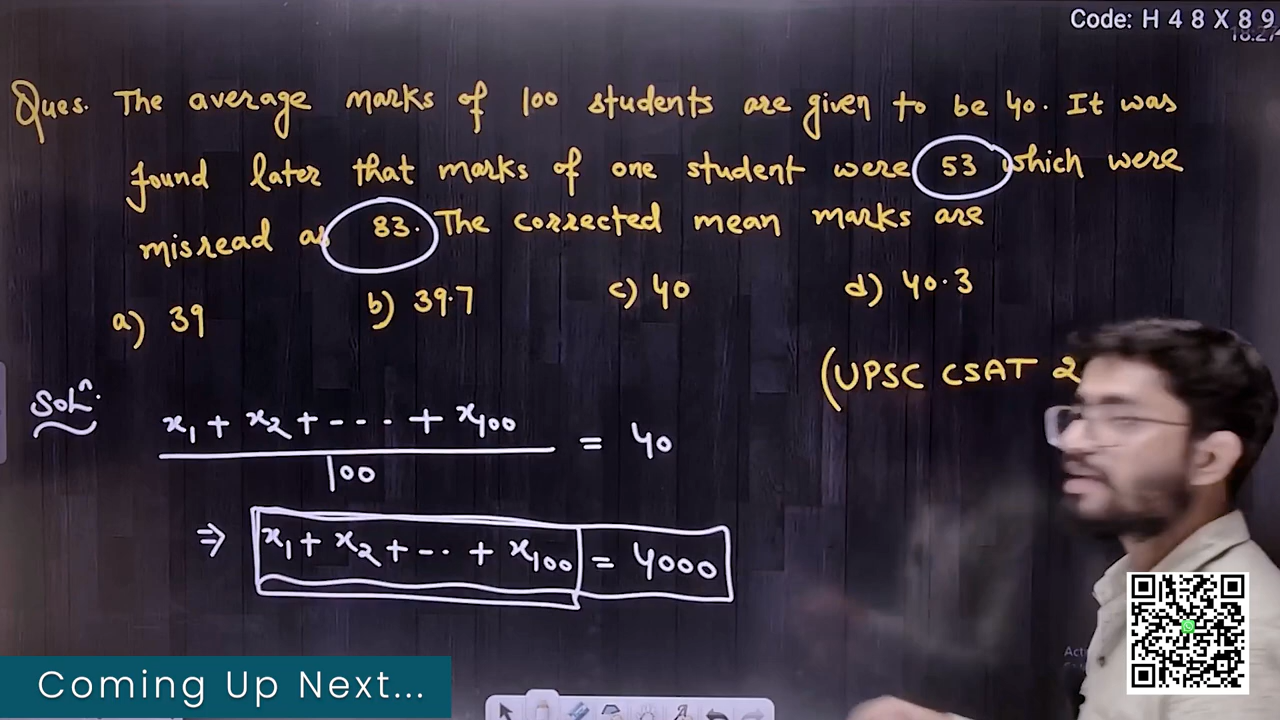 Code: H 4 8 X 8 9
Ques. The average marks of 100 students are given to be 40. It was
found later that marks of one student were 53 which were
misread as 83. The corrected mean marks are
a) 39 b) 39.7 c) 40 d) 40.3
(UPSC CSAT 2
Solⁿ.
x₁ + x₂ + - - - . + x₁₀₀
= 40
100
⇒ x₁ + x₂ + - . . + x₁₀₀ = 4000
Coming Up Next...